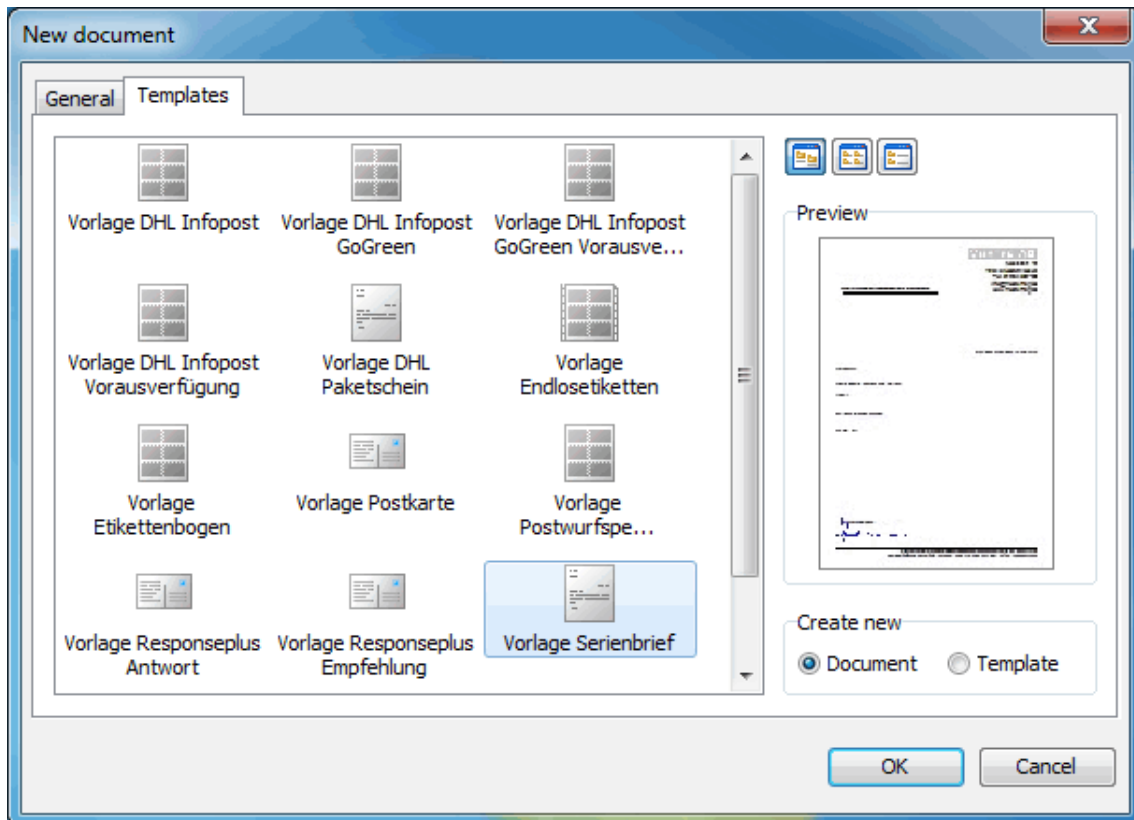 New document
General
Templates
Vorlage DHL Infopost
Vorlage DHL Infopost
GoGreen
Vorlage DHL Infopost
GoGreen Vorausve...
Vorlage DHL Infopost
Vorausverfügung
Vorlage DHL
Paketschein
Vorlage
Endlosetiketten
Vorlage
Etikettenbogen
Vorlage Postkarte
Vorlage
Postwurfspe...
Vorlage Responseplus
Antwort
Vorlage Responseplus
Empfehlung
Vorlage Serienbrief
Preview
Create new
Document
Template
OK
Cancel